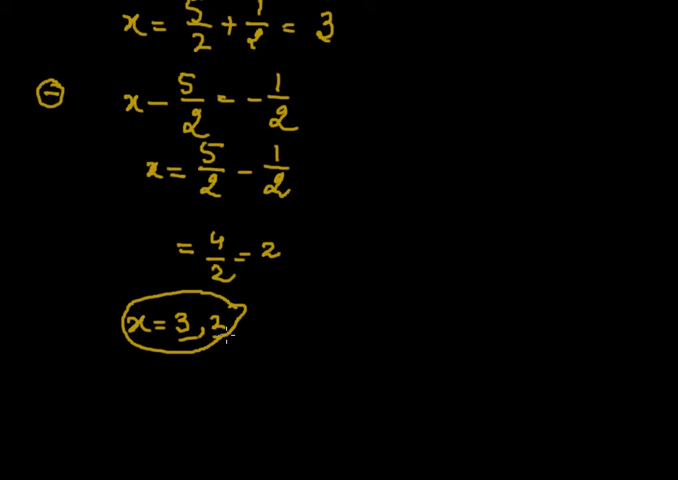 x = 5/2 + 1/2 = 3
⊖ x - 5/2 = - 1/2
x = 5/2 - 1/2
= 4/2 = 2
x = 3, 2